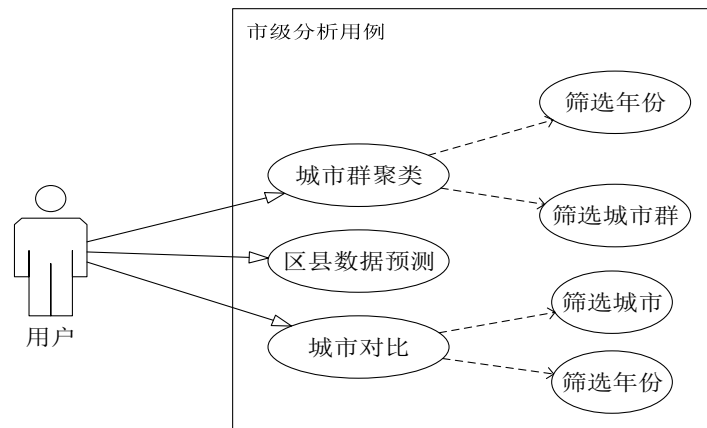 市级分析用例
筛选年份
城市群聚类
筛选城市群
区县数据预测
筛选城市
城市对比
筛选年份
用户